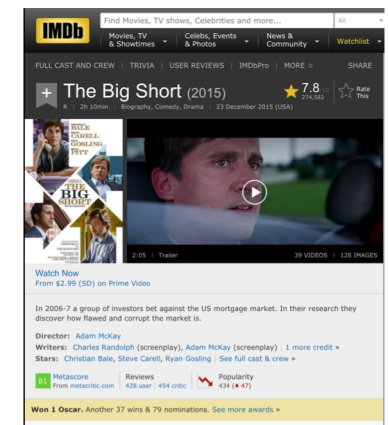 IMDb
Find Movies, TV shows, Celebrities and more...
All
Movies, TV & Showtimes
Celebs, Events & Photos
News & Community
Watchlist
FULL CAST AND CREW | TRIVIA | USER REVIEWS | IMDbPro | MORE
SHARE
+ The Big Short (2015)
7.8/10
274,582
Rate This
R | 2h 10min | Biography, Comedy, Drama | 23 December 2015 (USA)
BALE
CARELL
GOSLING
PITT
THE
BIG
SHORT
2:05 | Trailer
39 VIDEOS | 128 IMAGES
Watch Now
From $2.99 (SD) on Prime Video
In 2006-7 a group of investors bet against the US mortgage market. In their research they
discover how flawed and corrupt the market is.
Director: Adam McKay
Writers: Charles Randolph (screenplay), Adam McKay (screenplay) | 1 more credit »
Stars: Christian Bale, Steve Carell, Ryan Gosling | See full cast & crew »
81
Metascore
From metacritic.com
Reviews
428 user | 454 critic
Popularity
434 (47)
Won 1 Oscar. Another 37 wins & 79 nominations. See more awards »